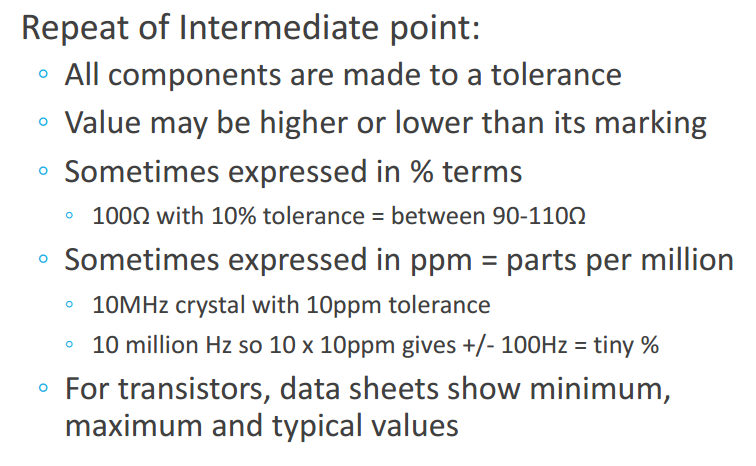 Repeat of Intermediate point:
All components are made to a tolerance
Value may be higher or lower than its marking
Sometimes expressed in % terms
100Ω with 10% tolerance = between 90-110Ω
Sometimes expressed in ppm = parts per million
10MHz crystal with 10ppm tolerance
10 million Hz so 10 x 10ppm gives +/- 100Hz = tiny %
For transistors, data sheets show minimum,
maximum and typical values